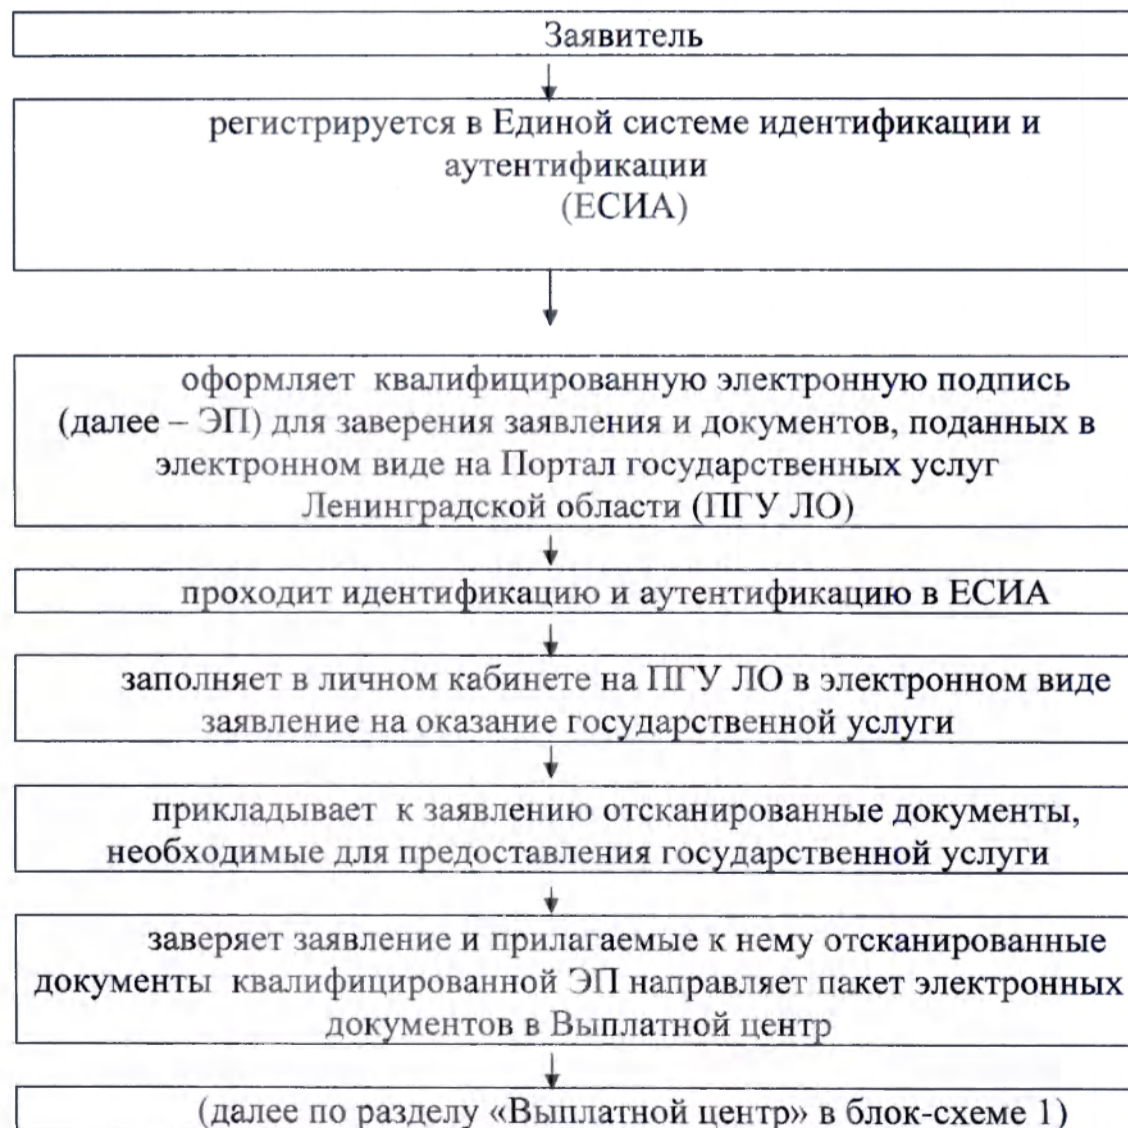 Заявитель
регистрируется в Единой системе идентификации и
аутентификации
(ЕСИА)
оформляет квалифицированную электронную подпись
(далее – ЭП) для заверения заявления и документов, поданных в
электронном виде на Портал государственных услуг
Ленинградской области (ПГУ ЛО)
проходит идентификацию и аутентификацию в ЕСИА
заполняет в личном кабинете на ПГУ ЛО в электронном виде
заявление на оказание государственной услуги
прикладывает к заявлению отсканированные документы,
необходимые для предоставления государственной услуги
заверяет заявление и прилагаемые к нему отсканированные
документы квалифицированной ЭП направляет пакет электронных
документов в Выплатной центр
(далее по разделу «Выплатной центр» в блок-схеме 1)